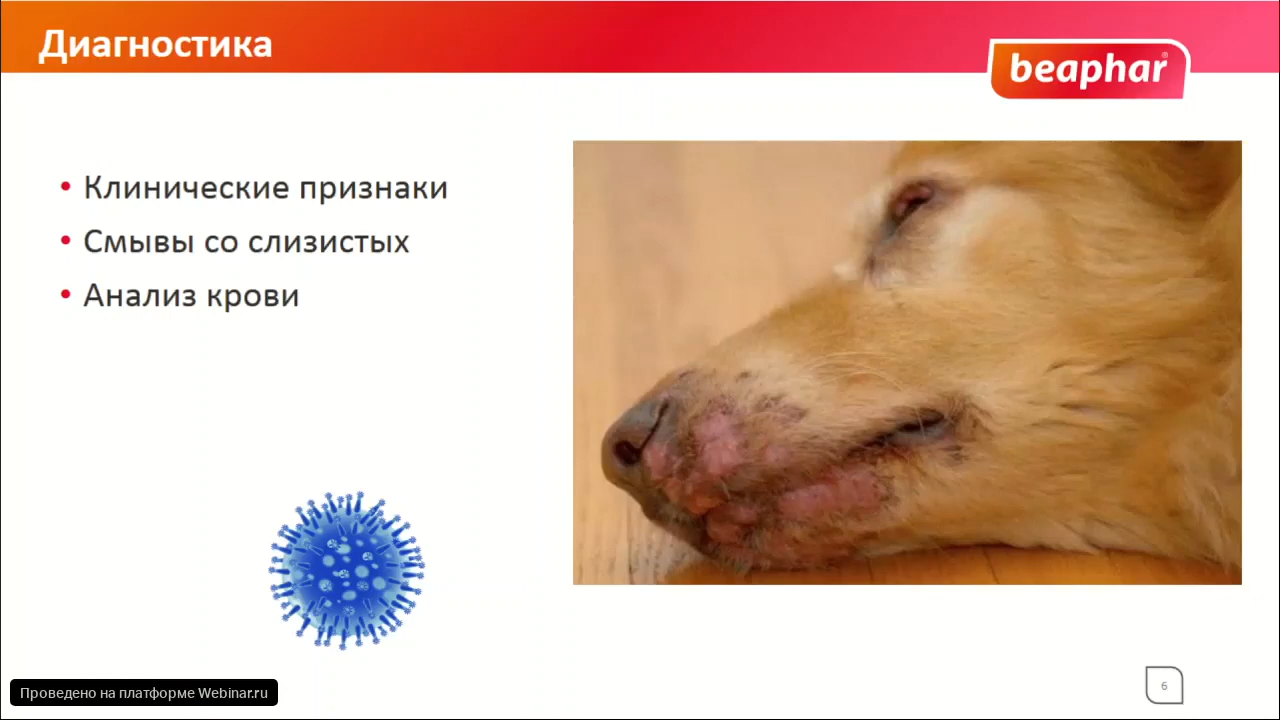 Диагностика
beaphar®
Клинические признаки
Смывы со слизистых
Анализ крови
Проведено на платформе Webinar.ru
6